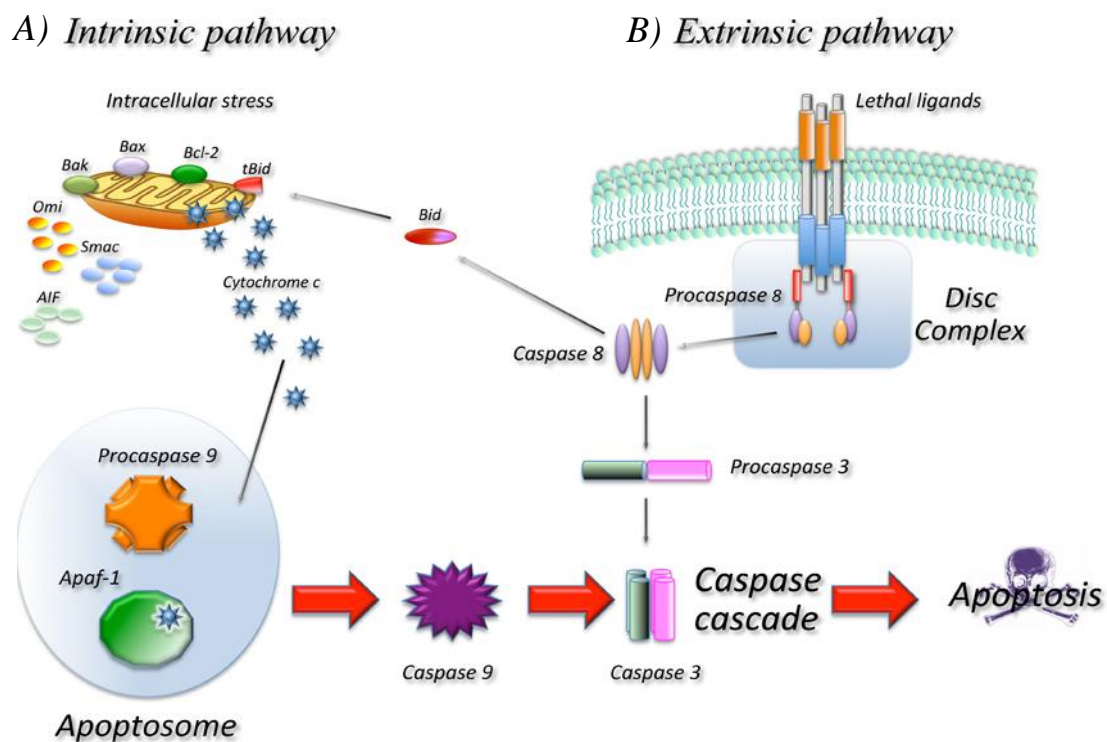 A) Intrinsic pathway
B) Extrinsic pathway
Intracellular stress
Lethal ligands
Bax
Bcl-2
Bak
tBid
Omi
Bid
Smac
Cytochrome c
AIF
Procaspase 8
Disc
Complex
Caspase 8
Procaspase 9
Procaspase 3
Apaf-1
Caspase
cascade
Apoptosis
Caspase 9
Caspase 3
Apoptosome